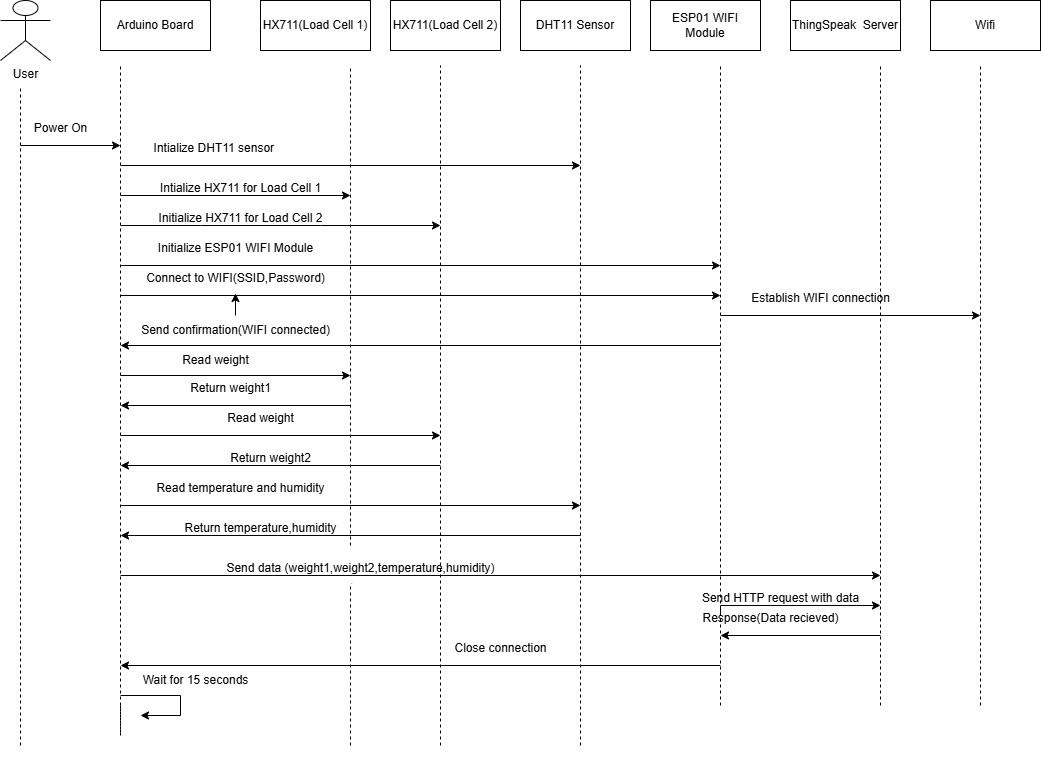 Arduino Board
HX711(Load Cell 1)
HX711(Load Cell 2)
DHT11 Sensor
ESP01 WIFI
Module
ThingSpeak Server
Wifi
User
Power On
Intialize DHT11 sensor
Intialize HX711 for Load Cell 1
Initialize HX711 for Load Cell 2
Initialize ESP01 WIFI Module
Connect to WIFI(SSID,Password)
Establish WIFI connection
Send confirmation(WIFI connected)
Read weight
Return weight1
Read weight
Return weight2
Read temperature and humidity
Return temperature,humidity
Send data (weight1,weight2,temperature,humidity)
Send HTTP request with data
Response(Data recieved)
Close connection
Wait for 15 seconds